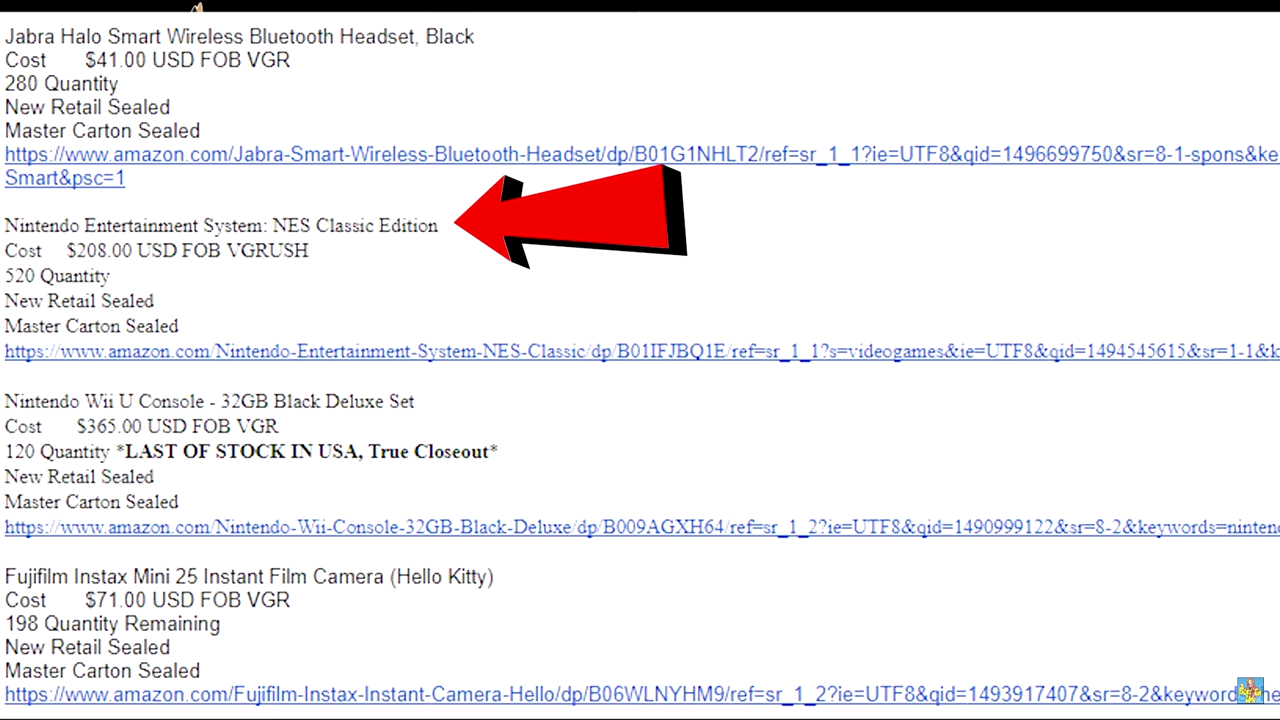 Jabra Halo Smart Wireless Bluetooth Headset, Black
Cost $41.00 USD FOB VGR
280 Quantity
New Retail Sealed
Master Carton Sealed
https://www.amazon.com/Jabra-Smart-Wireless-Bluetooth-Headset/dp/B01G1NHLT2/ref=sr_1_1?ie=UTF8&qid=1496699750&sr=8-1-spons&ke
Smart&psc=1
Nintendo Entertainment System: NES Classic Edition
Cost $208.00 USD FOB VGRUSH
520 Quantity
New Retail Sealed
Master Carton Sealed
https://www.amazon.com/Nintendo-Entertainment-System-NES-Classic/dp/B01IFJBQ1E/ref=sr_1_1?s=videogames&ie=UTF8&qid=1494545615&sr=1-1&k
Nintendo Wii U Console - 32GB Black Deluxe Set
Cost $365.00 USD FOB VGR
120 Quantity *LAST OF STOCK IN USA, True Closeout*
New Retail Sealed
Master Carton Sealed
https://www.amazon.com/Nintendo-Wii-Console-32GB-Black-Deluxe/dp/B009AGXH64/ref=sr_1_2?ie=UTF8&qid=1490999122&sr=8-2&keywords=nintend
Fujifilm Instax Mini 25 Instant Film Camera (Hello Kitty)
Cost $71.00 USD FOB VGR
198 Quantity Remaining
New Retail Sealed
Master Carton Sealed
https://www.amazon.com/Fujifilm-Instax-Instant-Camera-Hello/dp/B06WLNYHM9/ref=sr_1_2?ie=UTF8&qid=1493917407&sr=8-2&keyword